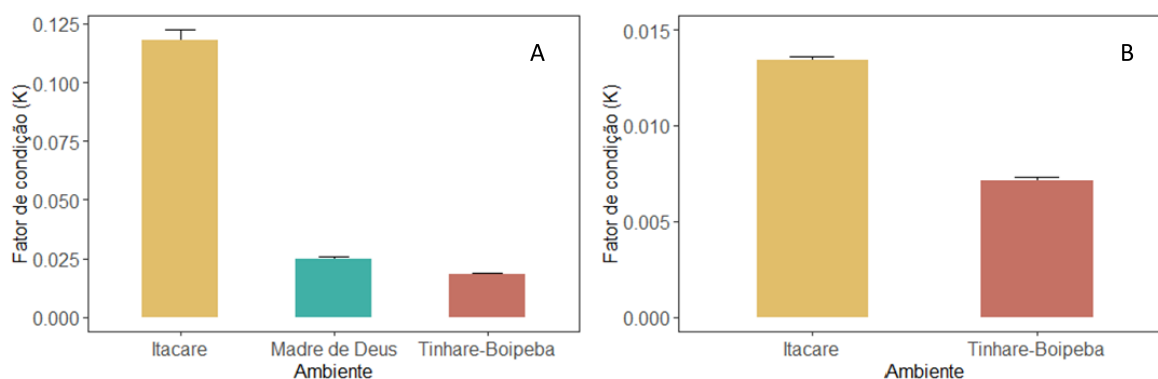 A
Fator de condição (K)
0.125
0.100
0.075
0.050
0.025
0.000
Itacare Madre de Deus Tinhare-Boipeba
Ambiente
B
Fator de condição (K)
0.015
0.010
0.005
0.000
Itacare Tinhare-Boipeba
Ambiente